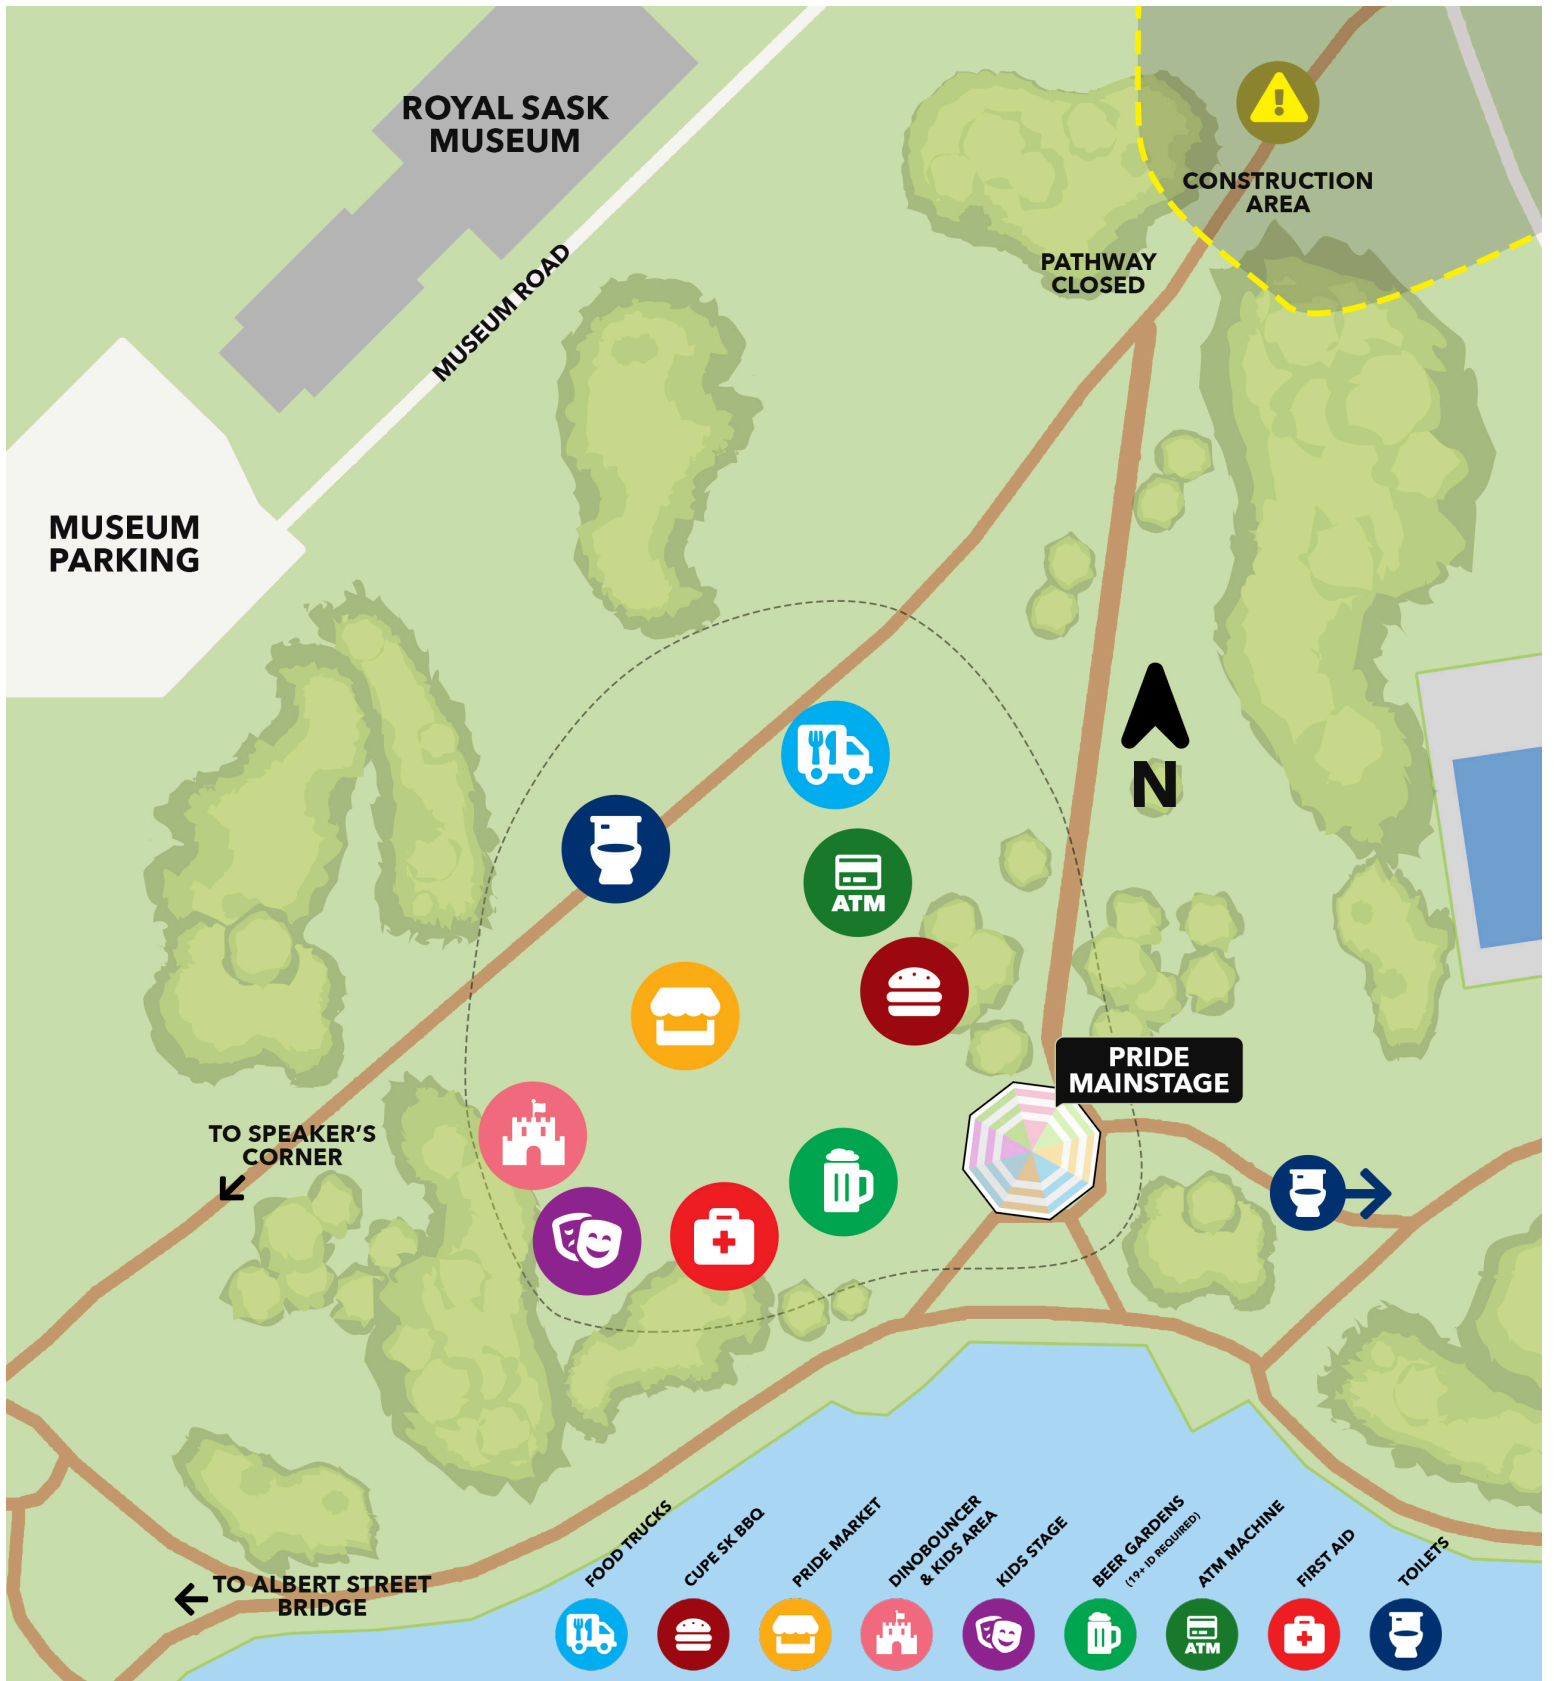 ROYAL SASK
MUSEUM
CONSTRUCTION
AREA
PATHWAY
CLOSED
MUSEUM ROAD
MUSEUM
PARKING
N
ATM
PRIDE
MAINSTAGE
TO SPEAKER'S
CORNER
TO ALBERT STREET
BRIDGE
FOOD TRUCKS
CUPE SK BBQ
PRIDE MARKET
DINOBOUNCER
& KIDS AREA
KIDS STAGE
BEER GARDENS
(19+ ID REQUIRED)
ATM MACHINE
FIRST AID
TOILETS
ATM